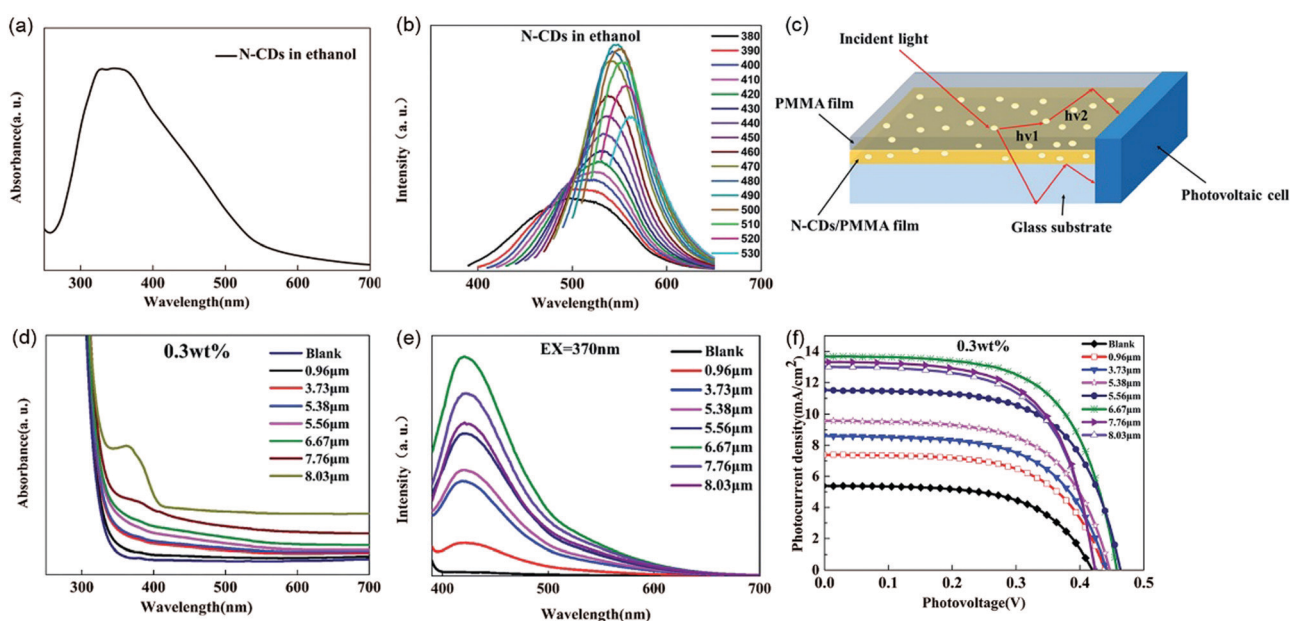 (a)
N-CDs in ethanol
Absorbance(a. u.)
300 400 500 600 700
Wavelength(nm)
(b)
N-CDs in ethanol
380
390
400
410
420
430
440
450
460
470
480
490
500
510
520
530
Intensity（a. u.）
400 500 600 700
Wavelength(nm)
(c)
Incident light
PMMA film
hv1
hv2
Photovoltaic cell
N-CDs/PMMA film
Glass substrate
(d)
0.3wt%
Blank
0.96μm
3.73μm
5.38μm
5.56μm
6.67μm
7.76μm
8.03μm
Absorbance(a. u.)
300 400 500 600 700
Wavelength(nm)
(e)
EX=370nm
Blank
0.96μm
3.73μm
5.38μm
5.56μm
6.67μm
7.76μm
8.03μm
Intensity（a. u.）
400 500 600 700
Wavelength(nm)
(f)
0.3wt%
Blank
0.96μm
3.73μm
5.38μm
5.56μm
6.67μm
7.76μm
8.03μm
Photocurrent density(mA/cm²)
14
12
10
8
6
4
2
0
0.0 0.1 0.2 0.3 0.4 0.5
Photovoltage(V)